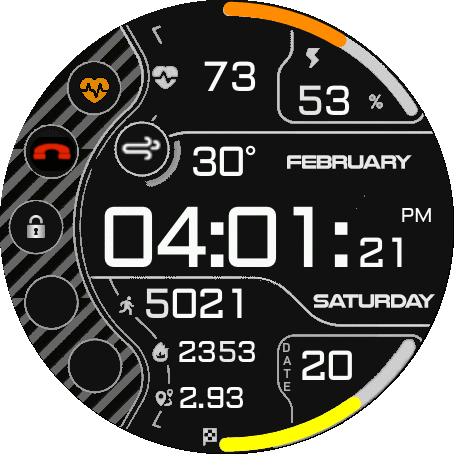 73
53 %
30° FEBRUARY
04:01:21 PM
5021 SATURDAY
2353
DATE 20
2.93